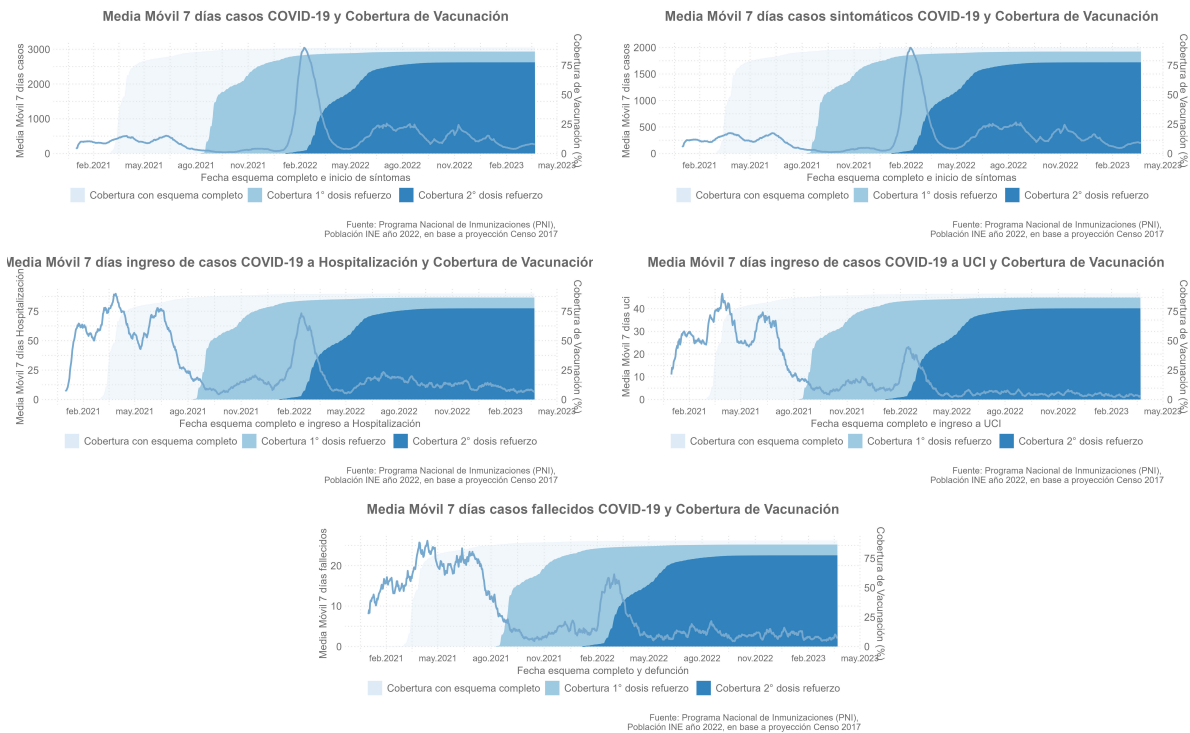 Media Móvil 7 días casos COVID-19 y Cobertura de Vacunación
Media Móvil 7 días casos
3000
2000
1000
0
Cobertura de Vacunación (%)
75
50
25
0
feb.2021 may.2021 ago.2021 nov.2021 feb.2022 may.2022 ago.2022 nov.2022 feb.2023 may.2023
Fecha esquema completo e inicio de síntomas
Cobertura con esquema completo Cobertura 1° dosis refuerzo Cobertura 2° dosis refuerzo
Fuente: Programa Nacional de Inmunizaciones (PNI),
Población INE año 2022, en base a proyección Censo 2017
Media Móvil 7 días casos sintomáticos COVID-19 y Cobertura de Vacunación
Media Móvil 7 días casos
2000
1500
1000
500
0
Cobertura de Vacunación (%)
75
50
25
0
feb.2021 may.2021 ago.2021 nov.2021 feb.2022 may.2022 ago.2022 nov.2022 feb.2023 may.2023
Fecha esquema completo e inicio de síntomas
Cobertura con esquema completo Cobertura 1° dosis refuerzo Cobertura 2° dosis refuerzo
Fuente: Programa Nacional de Inmunizaciones (PNI),
Población INE año 2022, en base a proyección Censo 2017
Media Móvil 7 días ingreso de casos COVID-19 a Hospitalización y Cobertura de Vacunación
Media Móvil 7 días Hospitalización
75
50
25
0
Cobertura de Vacunación (%)
75
50
25
0
feb.2021 may.2021 ago.2021 nov.2021 feb.2022 may.2022 ago.2022 nov.2022 feb.2023 may.2023
Fecha esquema completo e ingreso a Hospitalización
Cobertura con esquema completo Cobertura 1° dosis refuerzo Cobertura 2° dosis refuerzo
Fuente: Programa Nacional de Inmunizaciones (PNI),
Población INE año 2022, en base a proyección Censo 2017
Media Móvil 7 días ingreso de casos COVID-19 a UCI y Cobertura de Vacunación
Media Móvil 7 días uci
40
30
20
10
0
Cobertura de Vacunación (%)
75
50
25
0
feb.2021 may.2021 ago.2021 nov.2021 feb.2022 may.2022 ago.2022 nov.2022 feb.2023 may.2023
Fecha esquema completo e ingreso a UCI
Cobertura con esquema completo Cobertura 1° dosis refuerzo Cobertura 2° dosis refuerzo
Fuente: Programa Nacional de Inmunizaciones (PNI),
Población INE año 2022, en base a proyección Censo 2017
Media Móvil 7 días casos fallecidos COVID-19 y Cobertura de Vacunación
Media Móvil 7 días fallecidos
20
10
0
Cobertura de Vacunación (%)
75
50
25
0
feb.2021 may.2021 ago.2021 nov.2021 feb.2022 may.2022 ago.2022 nov.2022 feb.2023 may.2023
Fecha esquema completo y defunción
Cobertura con esquema completo Cobertura 1° dosis refuerzo Cobertura 2° dosis refuerzo
Fuente: Programa Nacional de Inmunizaciones (PNI),
Población INE año 2022, en base a proyección Censo 2017